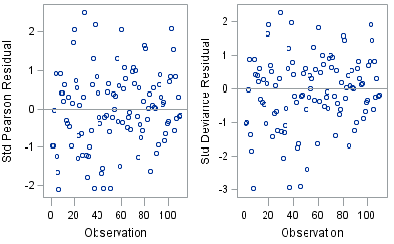 Std Pearson Residual
2
1
0
-1
-2
0 20 40 60 80 100
Observation
Std Deviance Residual
2
1
0
-1
-2
-3
0 20 40 60 80 100
Observation